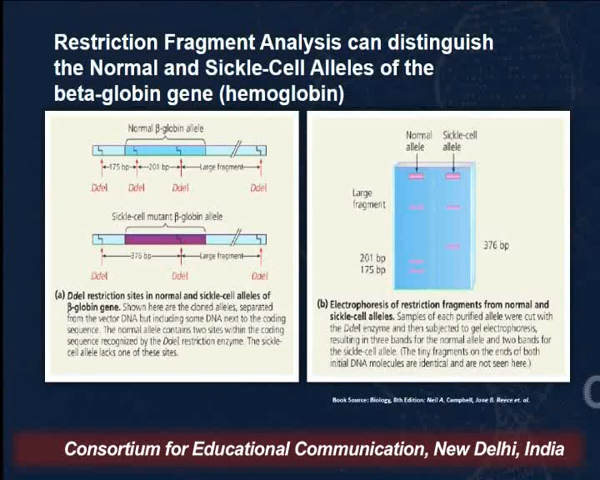 Restriction Fragment Analysis can distinguish
the Normal and Sickle-Cell Alleles of the
beta-globin gene (hemoglobin)
Normal β-globin allele
175 bp
201 bp
Large fragment
DdeI
DdeI
DdeI
DdeI
Sickle-cell mutant β-globin allele
376 bp
Large fragment
DdeI
DdeI
DdeI
(a) DdeI restriction sites in normal and sickle-cell alleles of
β-globin gene. Shown here are the cloned alleles, separated
from the vector DNA but including some DNA next to the coding
sequence. The normal allele contains two sites within the coding
sequence recognized by the DdeI restriction enzyme. The sickle-
cell allele lacks one of these sites.
Normal
allele
Sickle-cell
allele
Large
fragment
376 bp
201 bp
175 bp
(b) Electrophoresis of restriction fragments from normal and
sickle-cell alleles. Samples of each purified allele were cut with
the DdeI enzyme and then subjected to gel electrophoresis,
resulting in three bands for the normal allele and two bands for
the sickle-cell allele. (The tiny fragments on the ends of both
initial DNA molecules are identical and are not seen here.)
Book Source: Biology, 8th Edition: Neil A. Campbell, Jane B. Reece et. al.
Consortium for Educational Communication, New Delhi, India